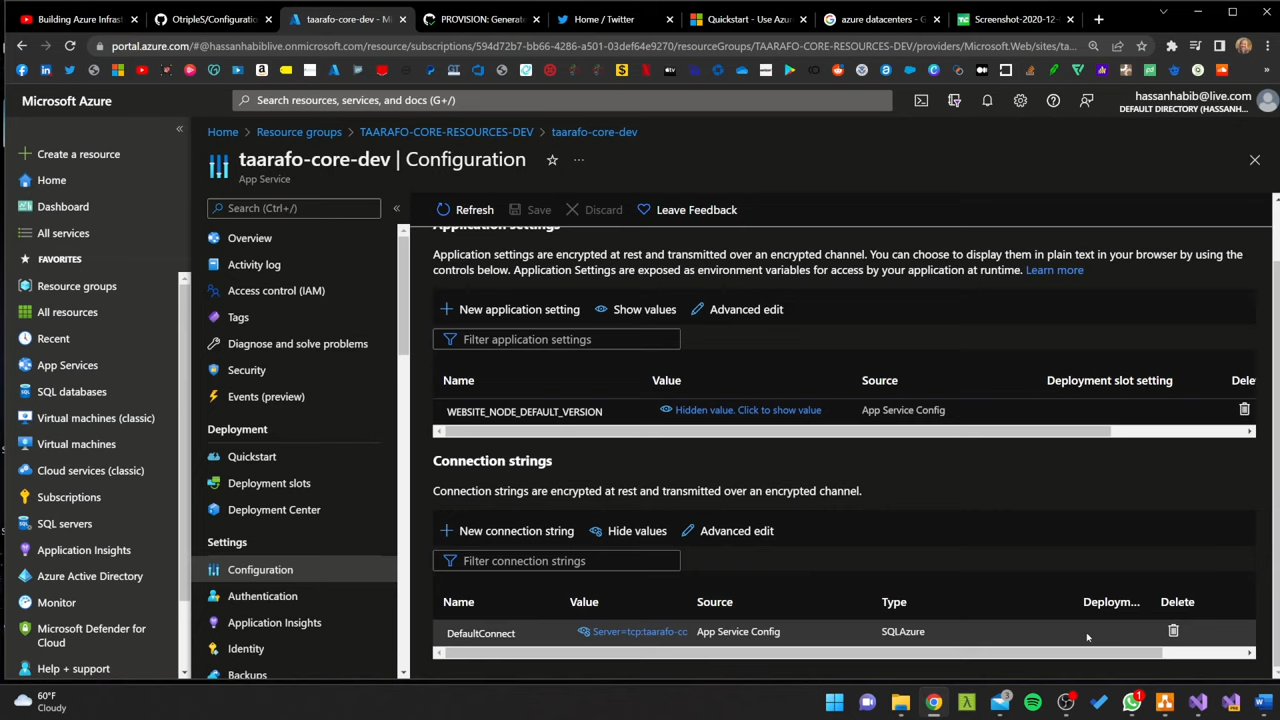 Building Azure Infrast
OtripleS/Configuration
taarafo-core-dev - Mi
PROVISION: Generate
Home / Twitter
Quickstart - Use Azur
azure datacenters - G
Screenshot-2020-12-
portal.azure.com/#@hassanhabiblive.onmicrosoft.com/resource/subscriptions/594d72b7-bb66-4286-a501-03def64e9270/resourceGroups/TAARAFO-CORE-RESOURCES-DEV/providers/Microsoft.Web/sites/ta...
Microsoft Azure
Search resources, services, and docs (G+/)
hassanhabib@live.com
DEFAULT DIRECTORY (HASSANH...
Create a resource
Home
Dashboard
All services
FAVORITES
Resource groups
All resources
Recent
App Services
SQL databases
Virtual machines (classic)
Virtual machines
Cloud services (classic)
Subscriptions
SQL servers
Application Insights
Azure Active Directory
Monitor
Microsoft Defender for
Cloud
Help + support
Home > Resource groups > TAARAFO-CORE-RESOURCES-DEV > taarafo-core-dev
taarafo-core-dev | Configuration
App Service
Search (Ctrl+/)
Overview
Activity log
Access control (IAM)
Tags
Diagnose and solve problems
Security
Events (preview)
Deployment
Quickstart
Deployment slots
Deployment Center
Settings
Configuration
Authentication
Application Insights
Identity
Backups
Refresh Save Discard Leave Feedback
Application settings
Application settings are encrypted at rest and transmitted over an encrypted channel. You can choose to display them in plain text in your browser by using the
controls below. Application Settings are exposed as environment variables for access by your application at runtime. Learn more
New application setting Show values Advanced edit
Filter application settings
Name Value Source Deployment slot setting Dele
WEBSITE_NODE_DEFAULT_VERSION Hidden value. Click to show value App Service Config
Connection strings
Connection strings are encrypted at rest and transmitted over an encrypted channel.
New connection string Hide values Advanced edit
Filter connection strings
Name Value Source Type Deploym... Delete
DefaultConnect Server=tcp:taarafo-cc App Service Config SQLAzure
60°F
Cloudy
3
1